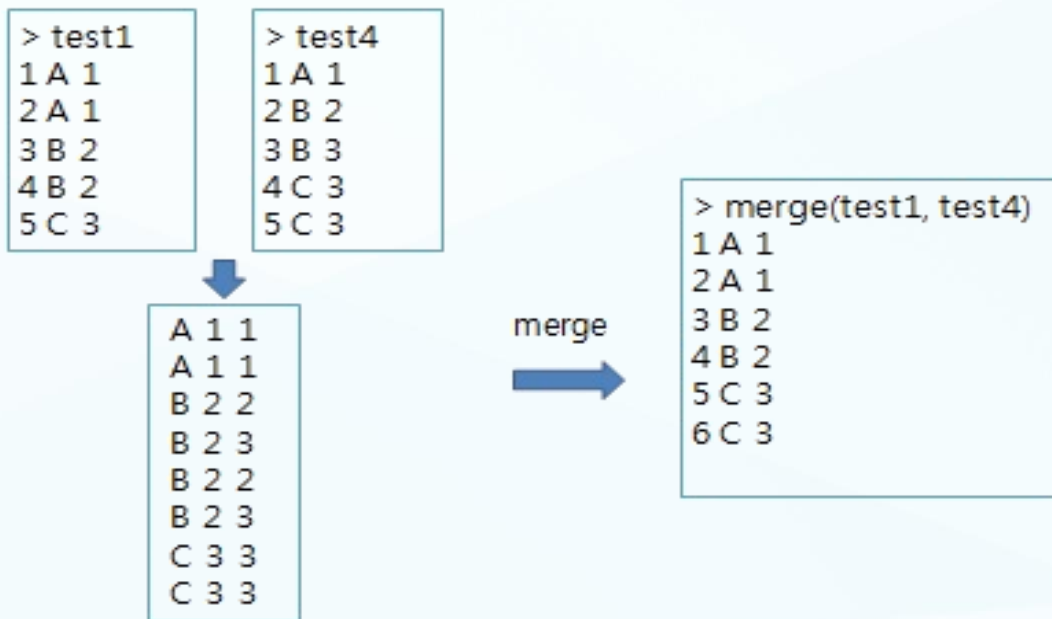 > test1
1 A 1
2 A 1
3 B 2
4 B 2
5 C 3
> test4
1 A 1
2 B 2
3 B 3
4 C 3
5 C 3
A 1 1
A 1 1
B 2 2
B 2 3
B 2 2
B 2 3
C 3 3
C 3 3
merge
> merge(test1, test4)
1 A 1
2 A 1
3 B 2
4 B 2
5 C 3
6 C 3